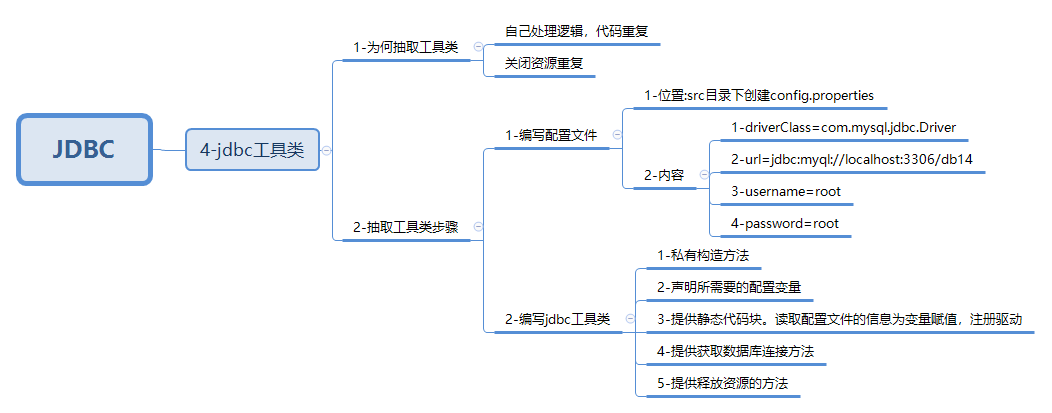 JDBC
4-jdbc工具类
1-为何抽取工具类
自己处理逻辑，代码重复
关闭资源重复
2-抽取工具类步骤
1-编写配置文件
1-位置:src目录下创建config.properties
2-内容
1-driverClass=com.mysql.jdbc.Driver
2-url=jdbc:myql://localhost:3306/db14
3-username=root
4-password=root
2-编写jdbc工具类
1-私有构造方法
2-声明所需要的配置变量
3-提供静态代码块。读取配置文件的信息为变量赋值，注册驱动
4-提供获取数据库连接方法
5-提供释放资源的方法